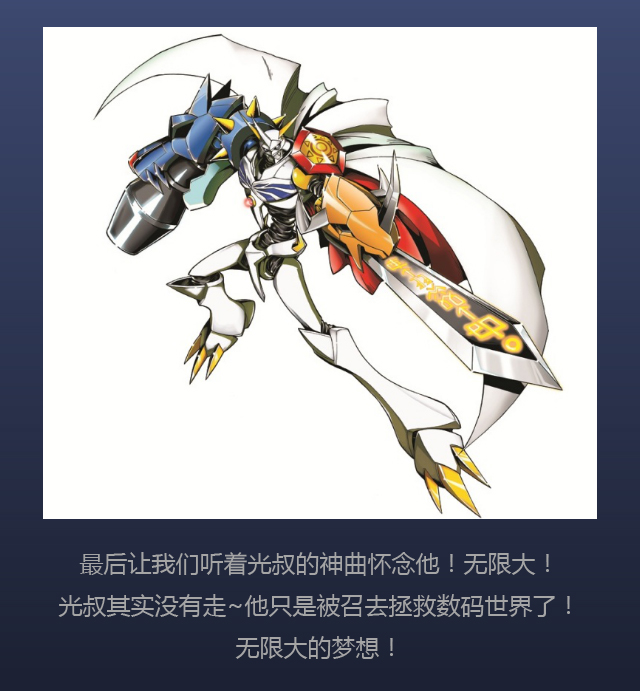 最后让我们听着光叔的神曲怀念他！无限大！
光叔其实没有走~他只是被召去拯救数码世界了！
无限大的梦想！